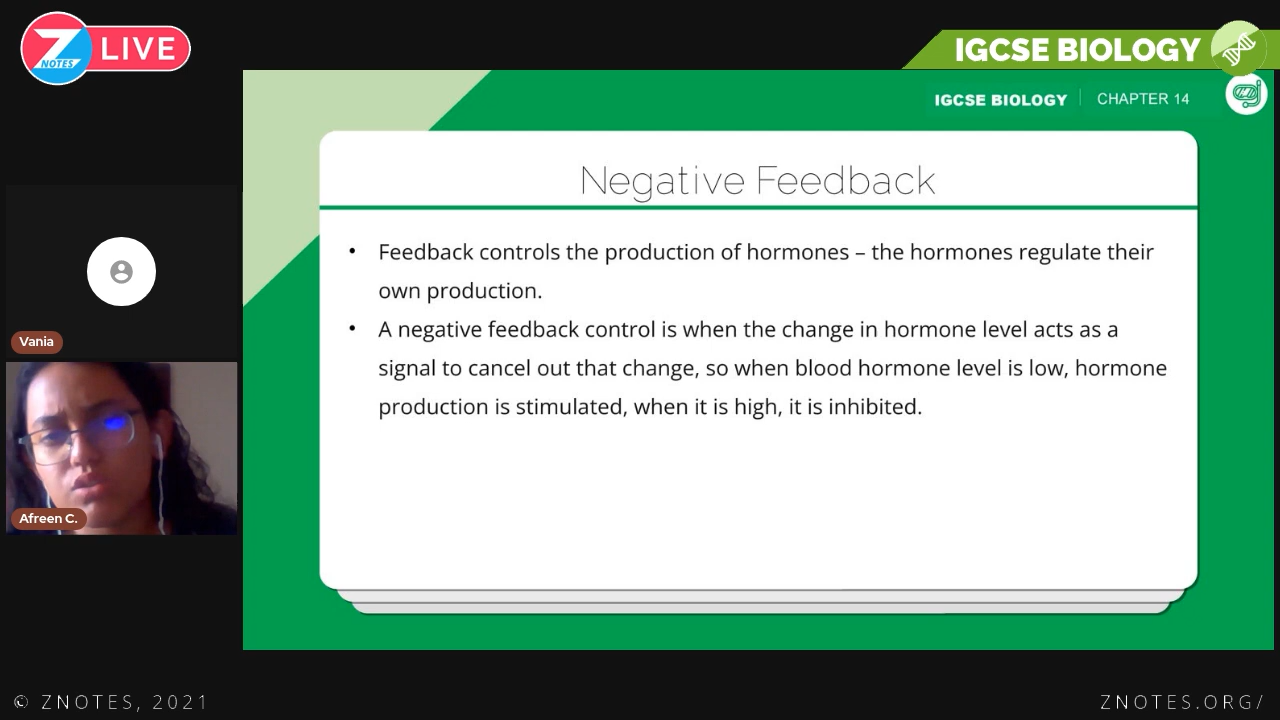 Z NOTES LIVE
IGCSE BIOLOGY
IGCSE BIOLOGY | CHAPTER 14
Negative Feedback
• Feedback controls the production of hormones – the hormones regulate their
own production.
• A negative feedback control is when the change in hormone level acts as a
signal to cancel out that change, so when blood hormone level is low, hormone
production is stimulated, when it is high, it is inhibited.
Vania
Afreen C.
© ZNOTES, 2021
ZNOTES.ORG/